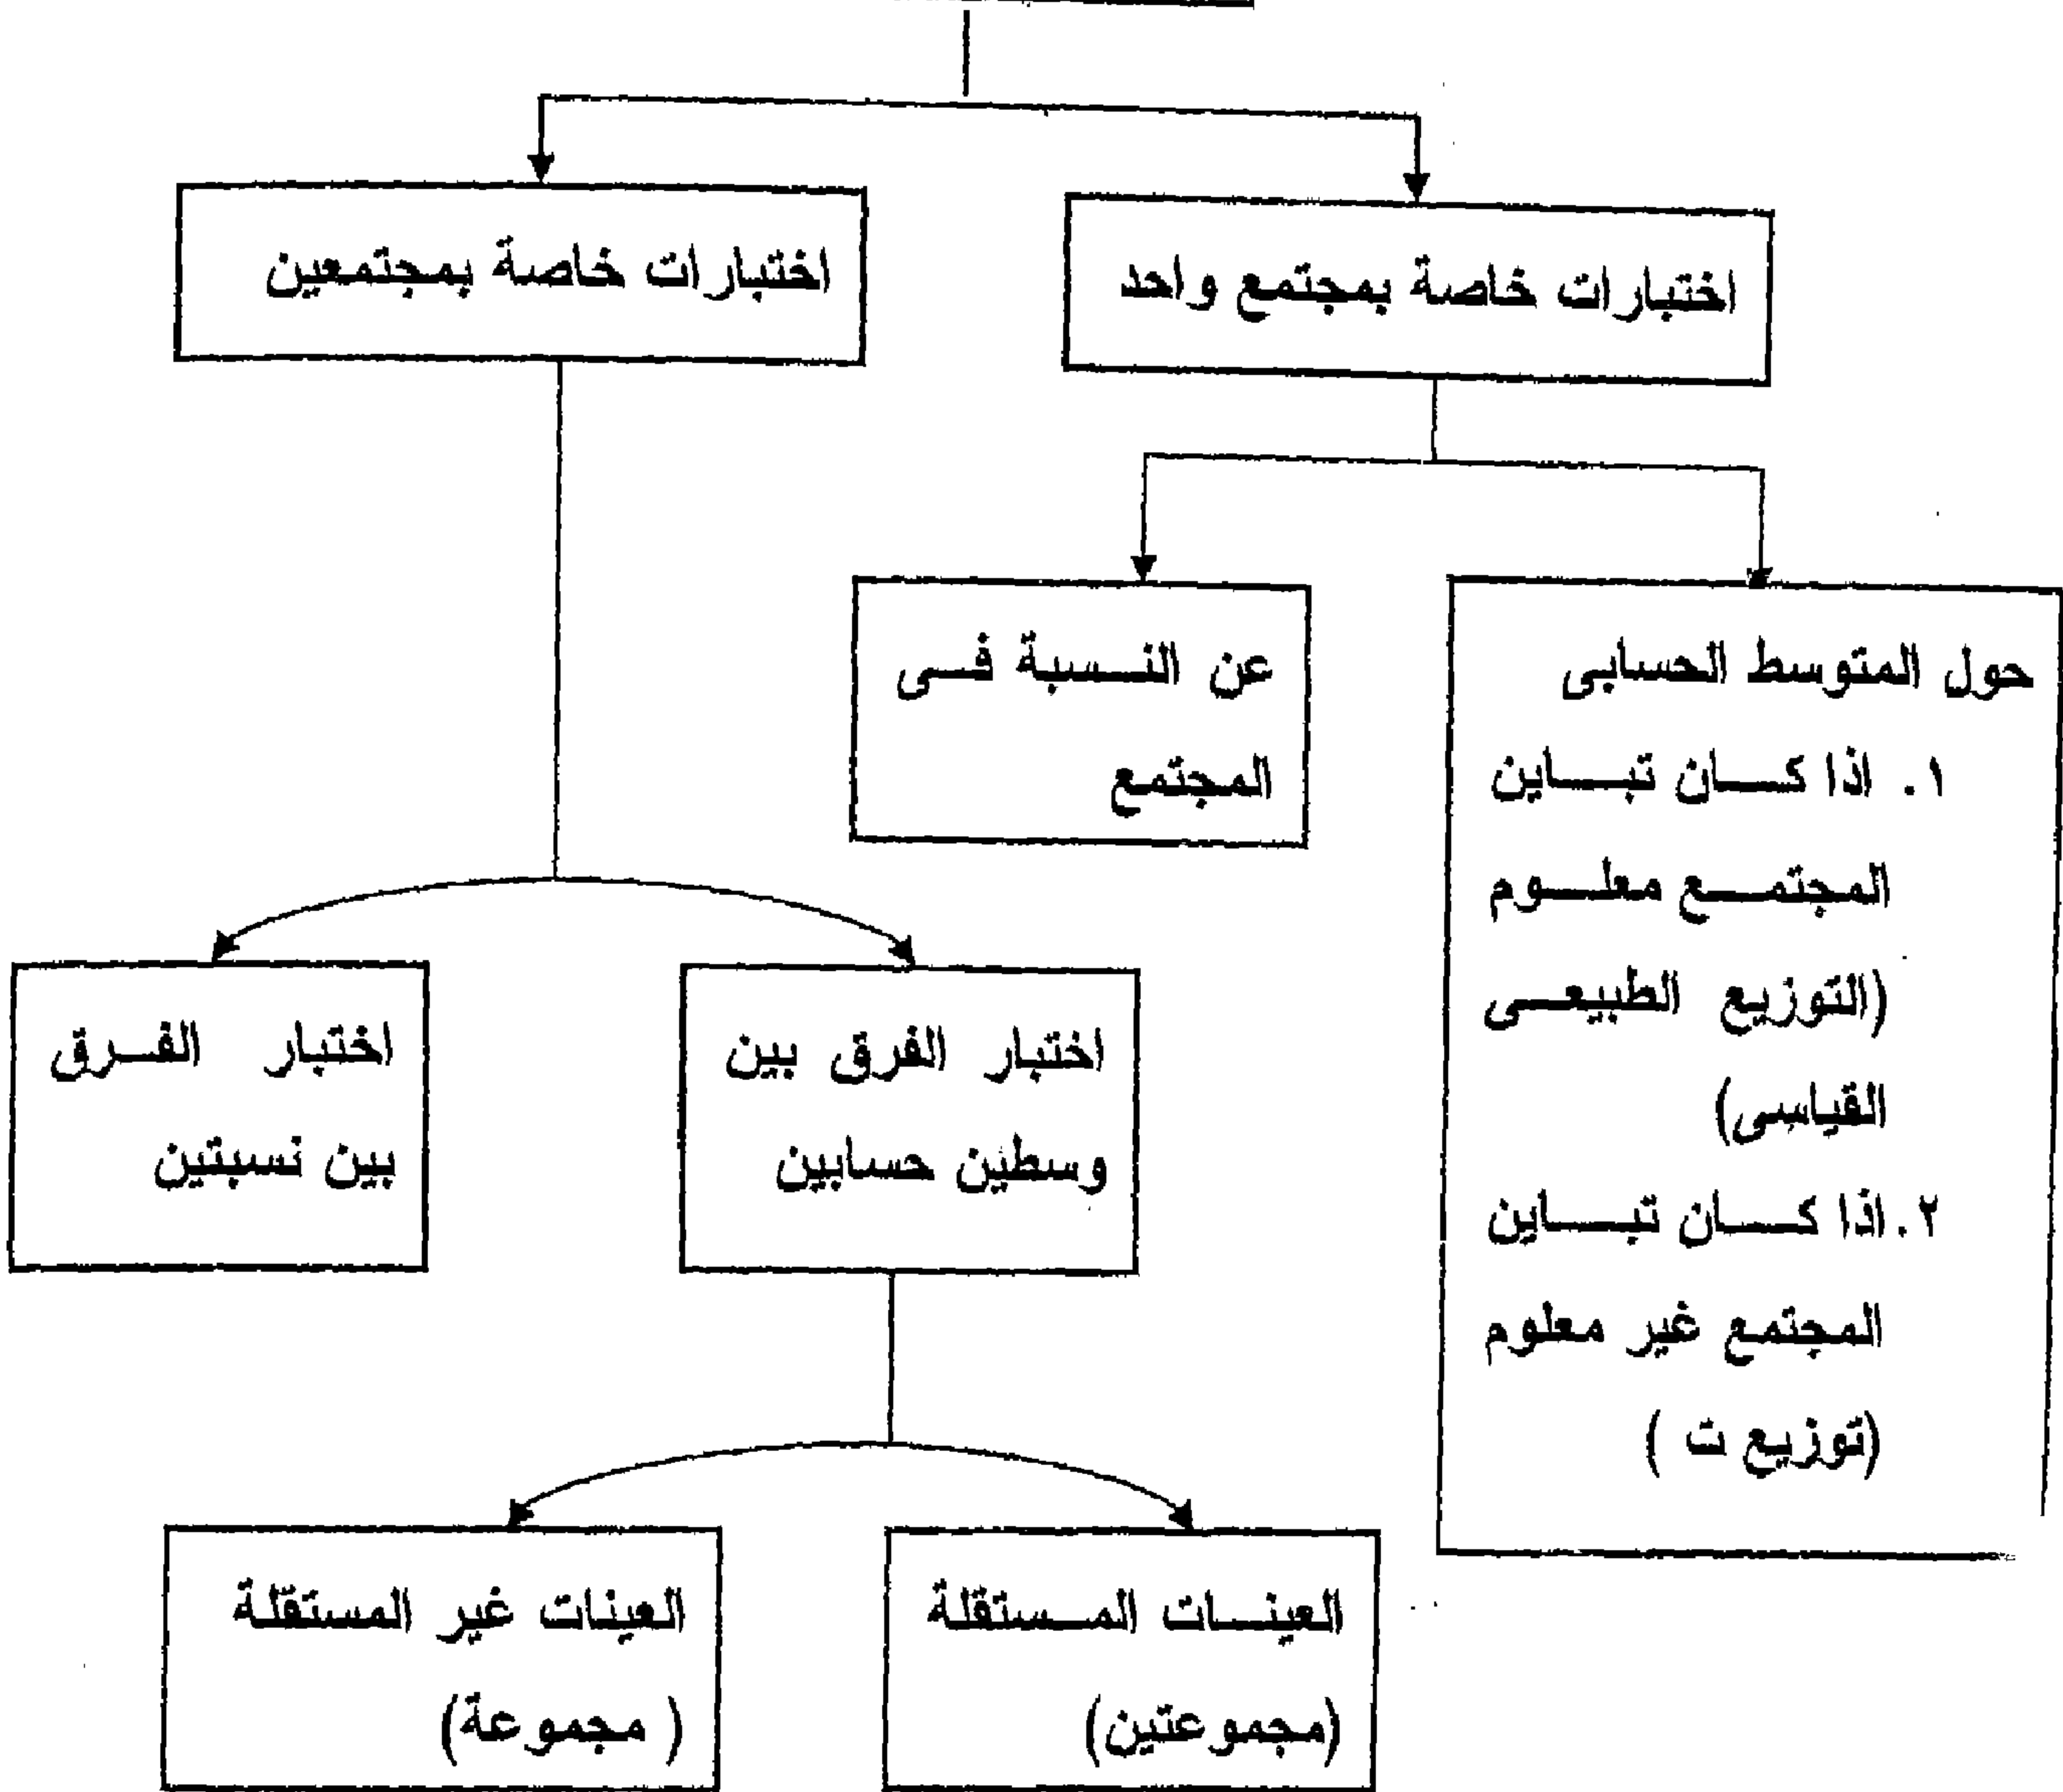 اختبارات خاصة بمجتمع واحد
اختبارات خاصة بمجتمعين
حول المتوسط الحسابى
١. اذا كان تباين
المجتمع معلوم
(التوزيع الطبيعى
القياسى)
٢. اذا كان تباين
المجتمع غير معلوم
(توزيع ت )
عن النسبة فى
المجتمع
اختبار الفرق بين
وسطين حسابين
اختبار الفرق
بين نسبتين
العينات المستقلة
(مجموعتين)
العينات غير المستقلة
( مجموعة)